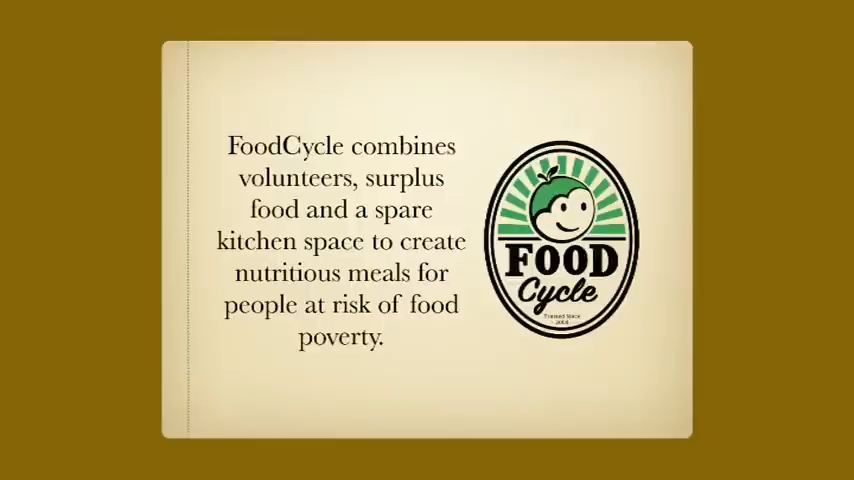 FoodCycle combines
volunteers, surplus
food and a spare
kitchen space to create
nutritious meals for
people at risk of food
poverty.
FOOD
Cycle